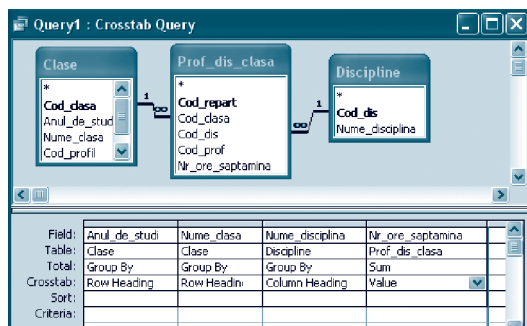 Query1 : Crosstab Query
Clase
*
Cod_clasa
Anul_de_stud
Nume_clasa
Cod_profil
1
∞
Prof_dis_clasa
*
Cod_repart
Cod_clasa
Cod_dis
Cod_prof
Nr_ore_saptamina
∞
1
Discipline
*
Cod_dis
Nume_disciplina
Field: Anul_de_studi Nume_clasa Nume_disciplina Nr_ore_saptamina
Table: Clase Clase Discipline Prof_dis_clasa
Total: Group By Group By Group By Sum
Crosstab: Row Heading Row Headin Column Heading Value
Sort:
Criteria: